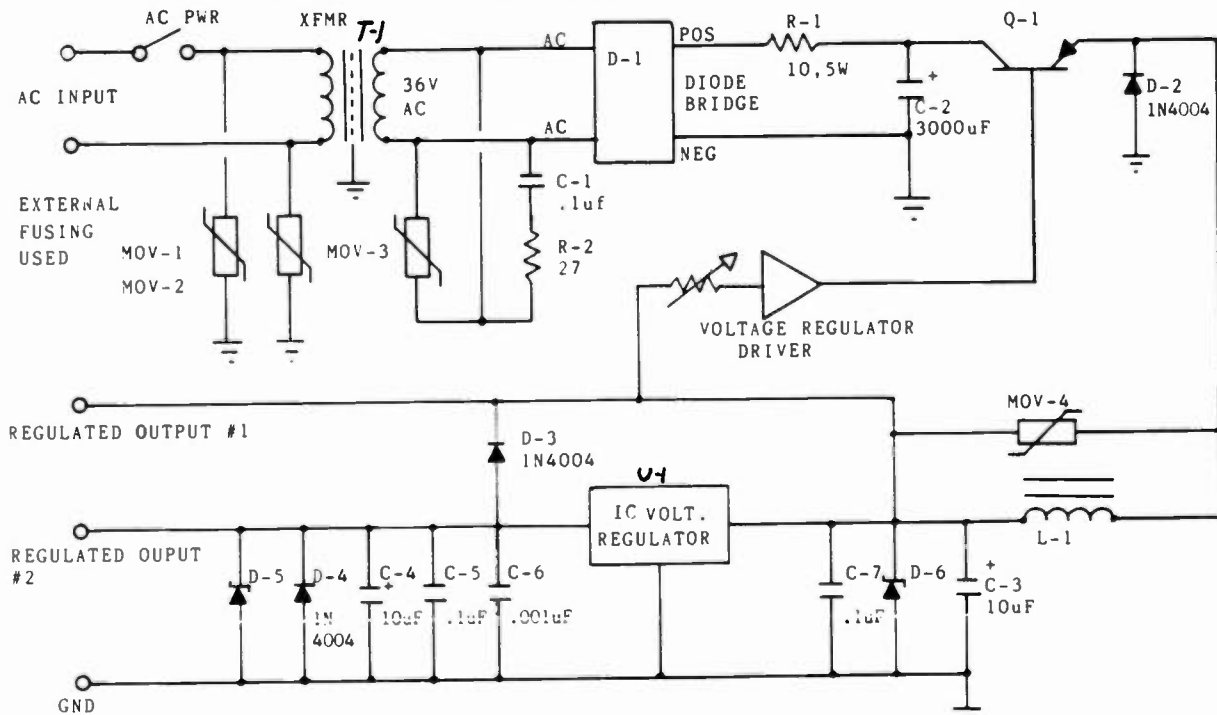 AC PWR
XFMR
T-1
AC INPUT
36V
AC
AC
AC
D-1
POS
NEG
DIODE
BRIDGE
R-1
10,5W
+
C-2
3000uF
Q-1
D-2
1N4004
EXTERNAL
FUSING
USED
MOV-1
MOV-2
MOV-3
C-1
.1uf
R-2
27
VOLTAGE REGULATOR
DRIVER
REGULATED OUTPUT #1
D-3
1N4004
MOV-4
L-1
U-1
IC VOLT.
REGULATOR
REGULATED OUPUT
#2
D-5
D-4
1N
4004
C-4
+
10uF
C-5
.1uF
C-6
.001uF
C-7
.1uF
D-6
+
C-3
10uF
GND